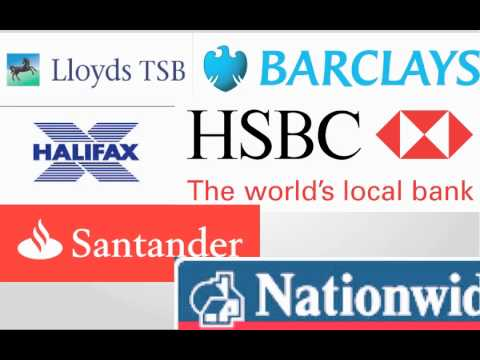 Lloyds TSB
BARCLAYS
HALIFAX
HSBC
The world's local bank
Santander
Nationwid